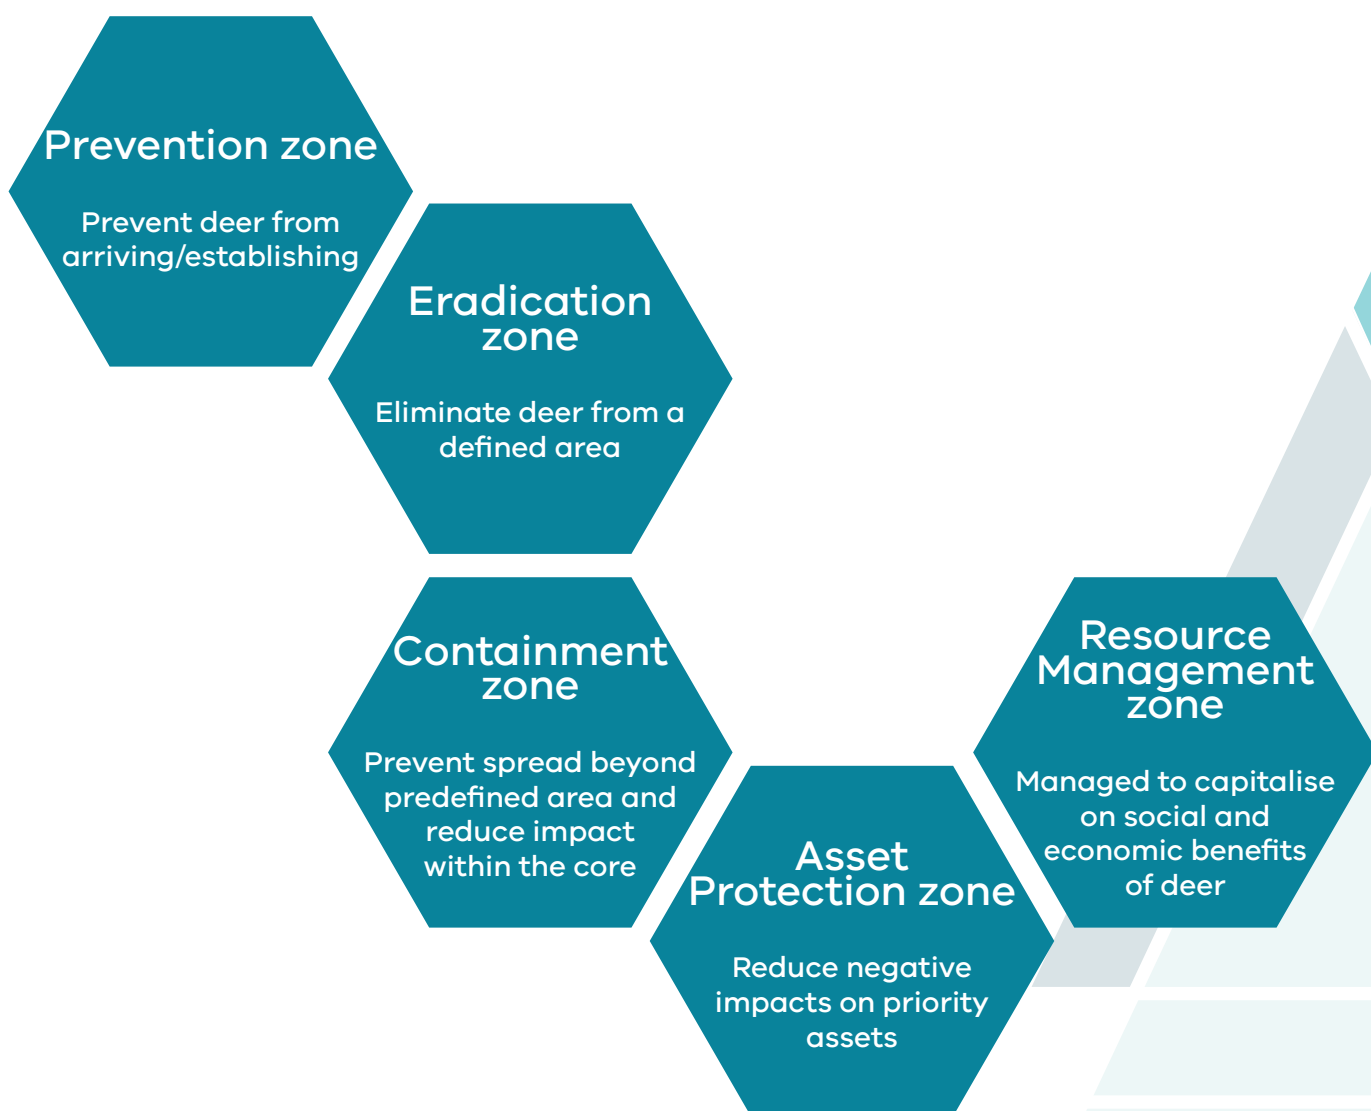 Prevention zone
Prevent deer from
arriving/establishing
Eradication
zone
Eliminate deer from a
defined area
Containment
zone
Prevent spread beyond
predefined area and
reduce impact
within the core
Asset
Protection zone
Reduce negative
impacts on priority
assets
Resource
Management
zone
Managed to capitalise
on social and
economic benefits
of deer